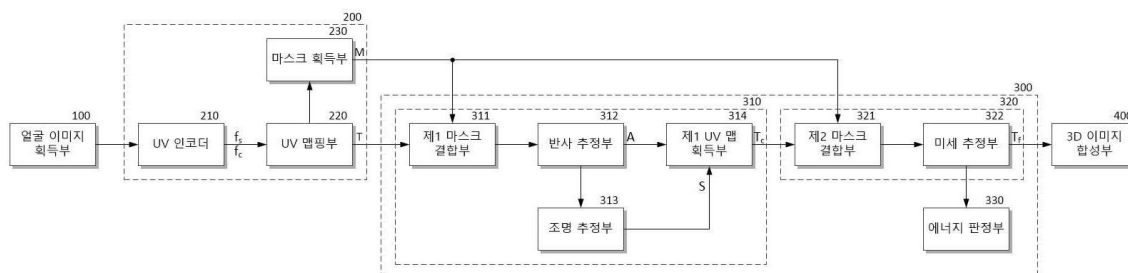 200
230
마스크 획득부
M
300
310
320
400
100
얼굴 이미지
획득부
210
UV 인코더
fs
fc
220
UV 맵핑부
T
311
제1 마스크
결합부
312
반사 추정부
A
314
제1 UV 맵
획득부
Tc
321
제2 마스크
결합부
322
미세 추정부
Tf
3D 이미지
합성부
S
313
조명 추정부
330
에너지 판정부